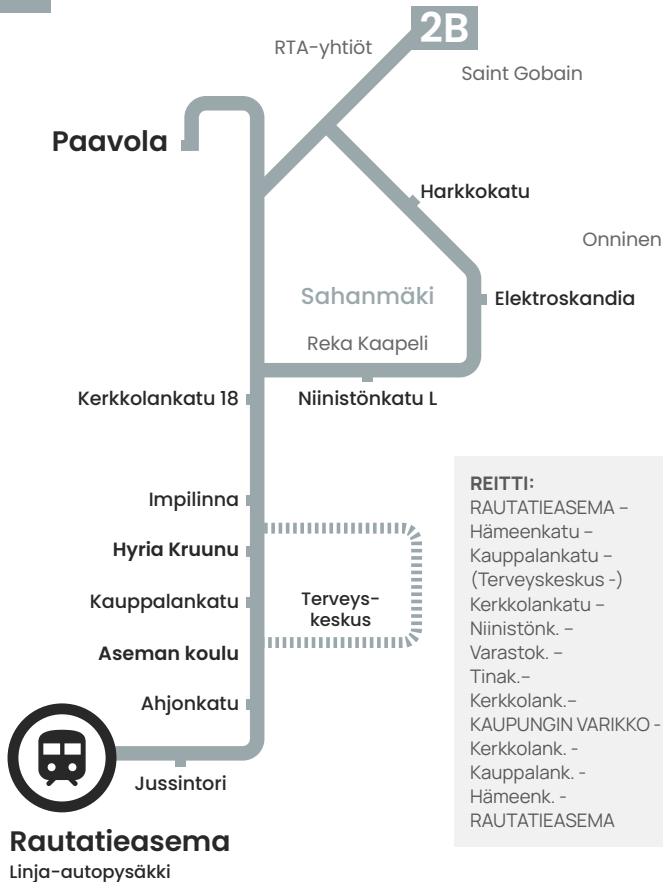 2B
RTA-yhtiöt
Saint Gobain
Paavola
Harkkokatu
Onninen
Sahanmäki
Elektroskandia
Reka Kaapeli
Kerkkolankatu 18
Niinistönkatu L
Impilinna
Hyria Kruunu
Kauppalankatu
Terveys-
keskus
Aseman koulu
Ahjonkatu
Jussintori
Rautatieasema
Linja-autopysäkki
REITTI:
RAUTATIEASEMA –
Hämeenkatu –
Kauppalankatu –
(Terveyskeskus -)
Kerkkolankatu –
Niinistönk. –
Varastok. –
Tinak.–
Kerkkolank.–
KAUPUNGIN VARIKKO -
Kerkkolank. -
Kauppalank. -
Hämeenk. -
RAUTATIEASEMA